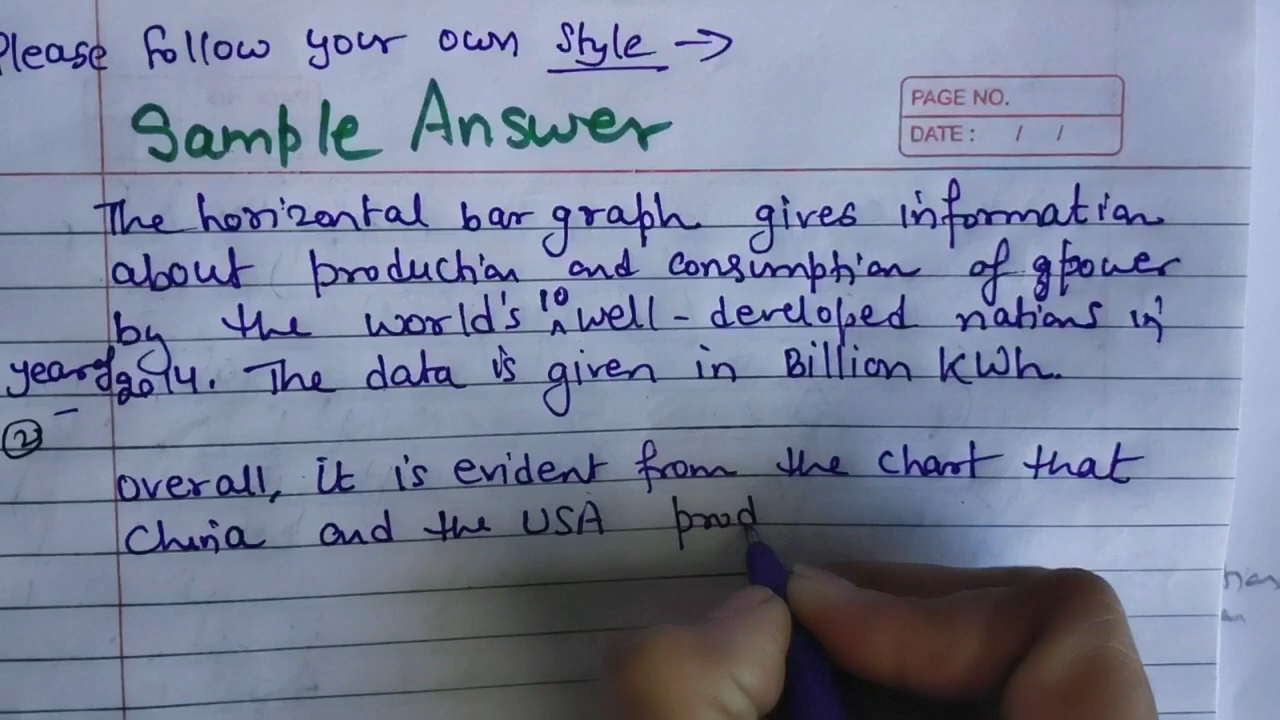 Please follow your own style →
Sample Answer
PAGE NO.
DATE : / /
The horizental bar graph gives information
about production and consumption of power
by the world's 10 well-developed nations in
year of 2014. The data is given in Billion KWh.
②
overall, it is evident from the chart that
China and the USA prod